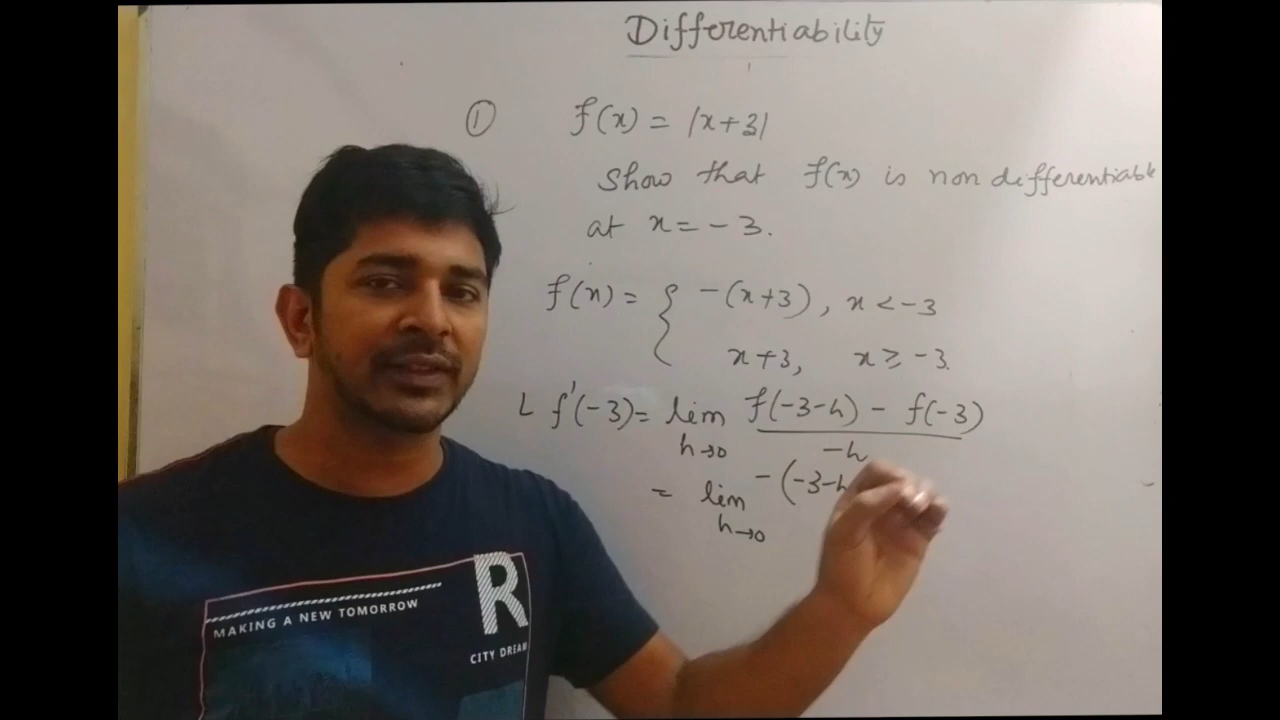 Differentiability
① f(x) = |x+3|
Show that f(x) is non differentiable
at x = -3.
f(x) = { -(x+3), x < -3
x+3, x ≥ -3.
L f'(-3) = lim h→0 f(-3-h) - f(-3)
-h
= lim h→0 -(-3-h
MAKING A NEW TOMORROW
R
CITY DREAM